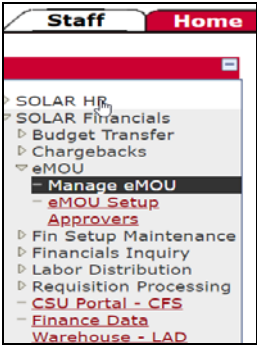 Staff Home
SOLAR HR
SOLAR Financials
Budget Transfer
Chargebacks
eMOU
Manage eMOU
eMOU Setup
Approvers
Fin Setup Maintenance
Financials Inquiry
Labor Distribution
Requisition Processing
CSU Portal - CFS
Finance Data
Warehouse - LAD